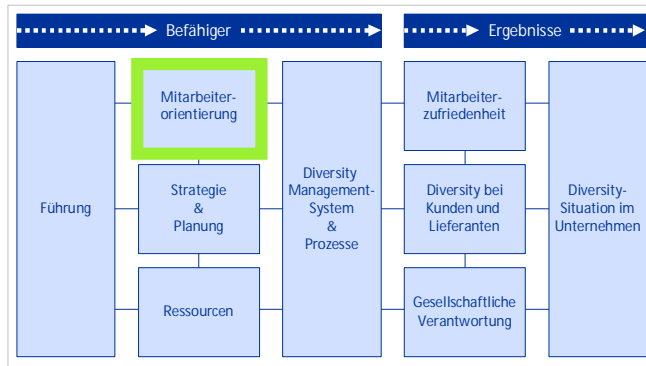 Befähiger
Ergebnisse
Führung
Mitarbeiter-
orientierung
Strategie
&
Planung
Ressourcen
Diversity
Management-
System
&
Prozesse
Mitarbeiter-
zufriedenheit
Diversity bei
Kunden und
Lieferanten
Gesellschaftliche
Verantwortung
Diversity-
Situation im
Unternehmen